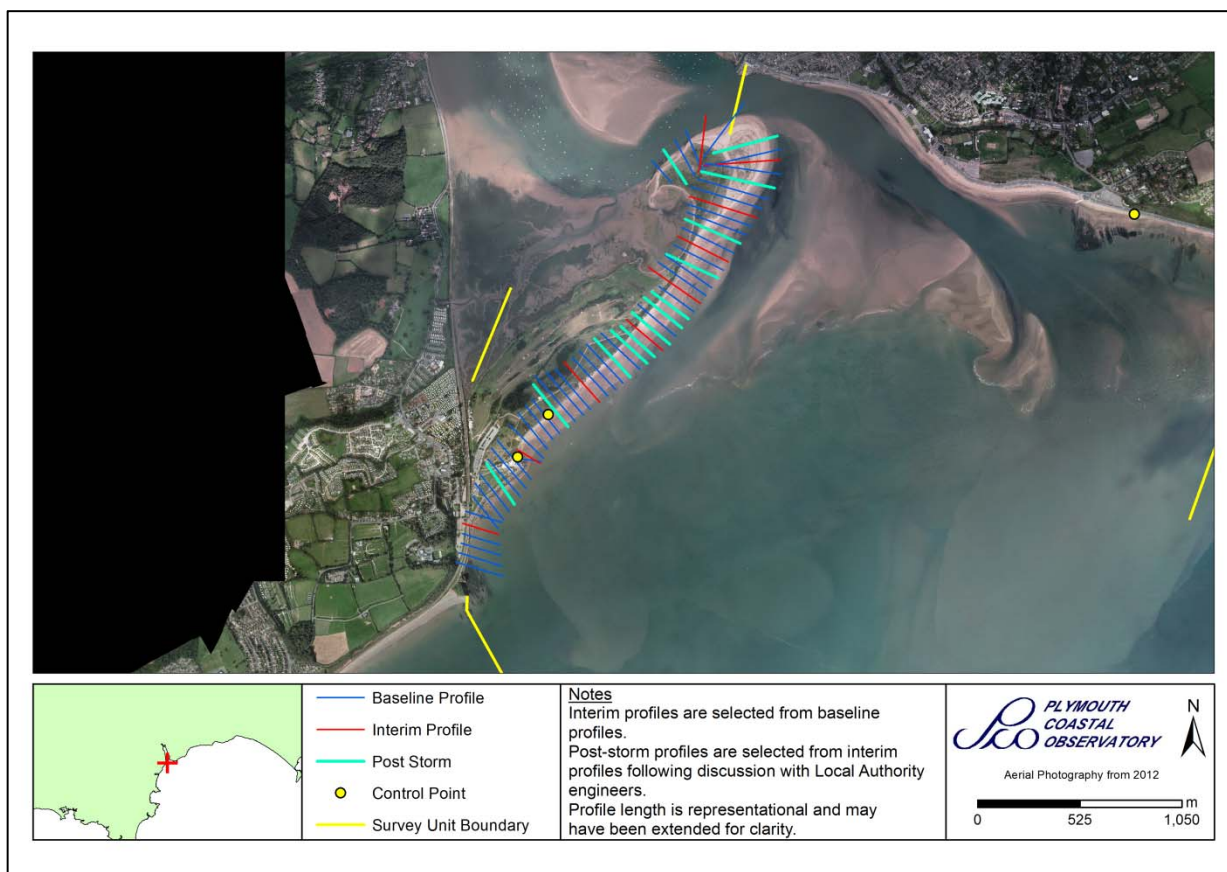 Baseline Profile
Interim Profile
Post Storm
Control Point
Survey Unit Boundary
Notes
Interim profiles are selected from baseline
profiles.
Post-storm profiles are selected from interim
profiles following discussion with Local Authority
engineers.
Profile length is representational and may
have been extended for clarity.
PLYMOUTH
COASTAL
OBSERVATORY
N
Aerial Photography from 2012
m
0 525 1,050